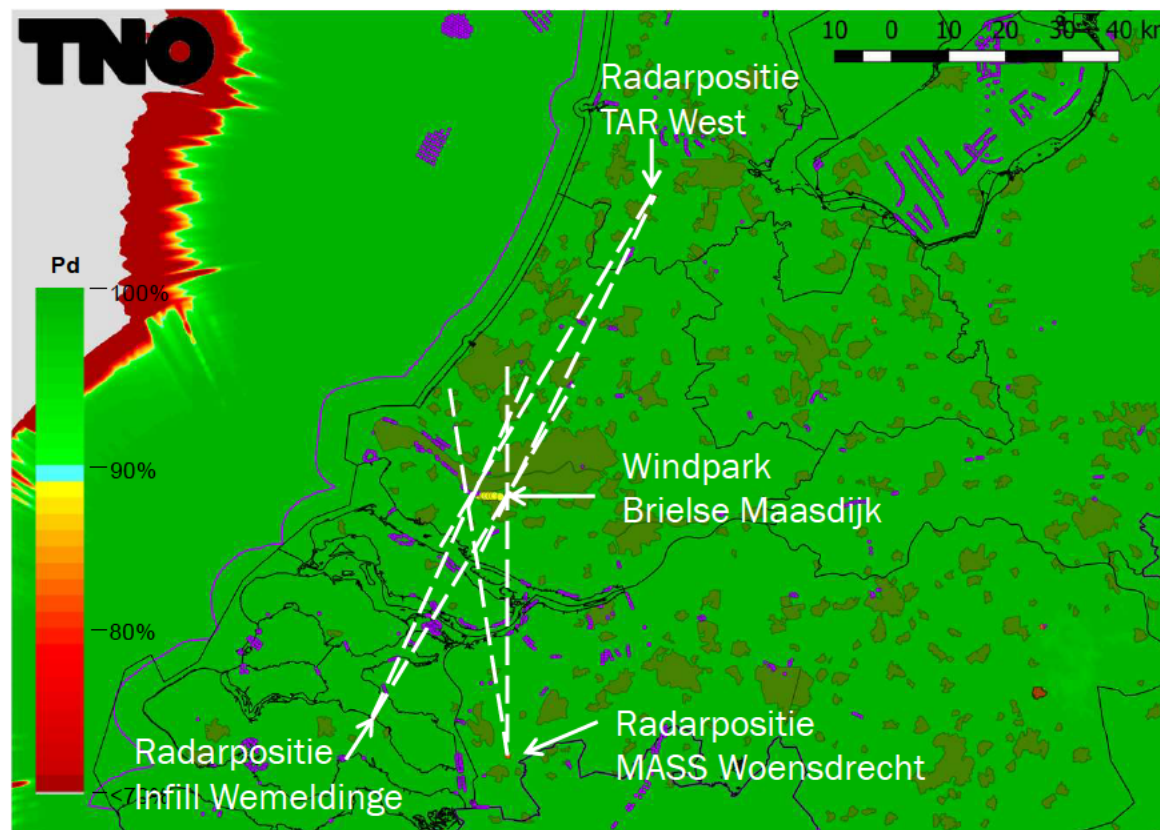 TNO
10 0 10 20 30 40 km
Radarpositie
TAR West
Pd
100%
90%
80%
Windpark
Brielse Maasdijk
Radarpositie
MASS Woensdrecht
Radarpositie
Infill Wemeldinge